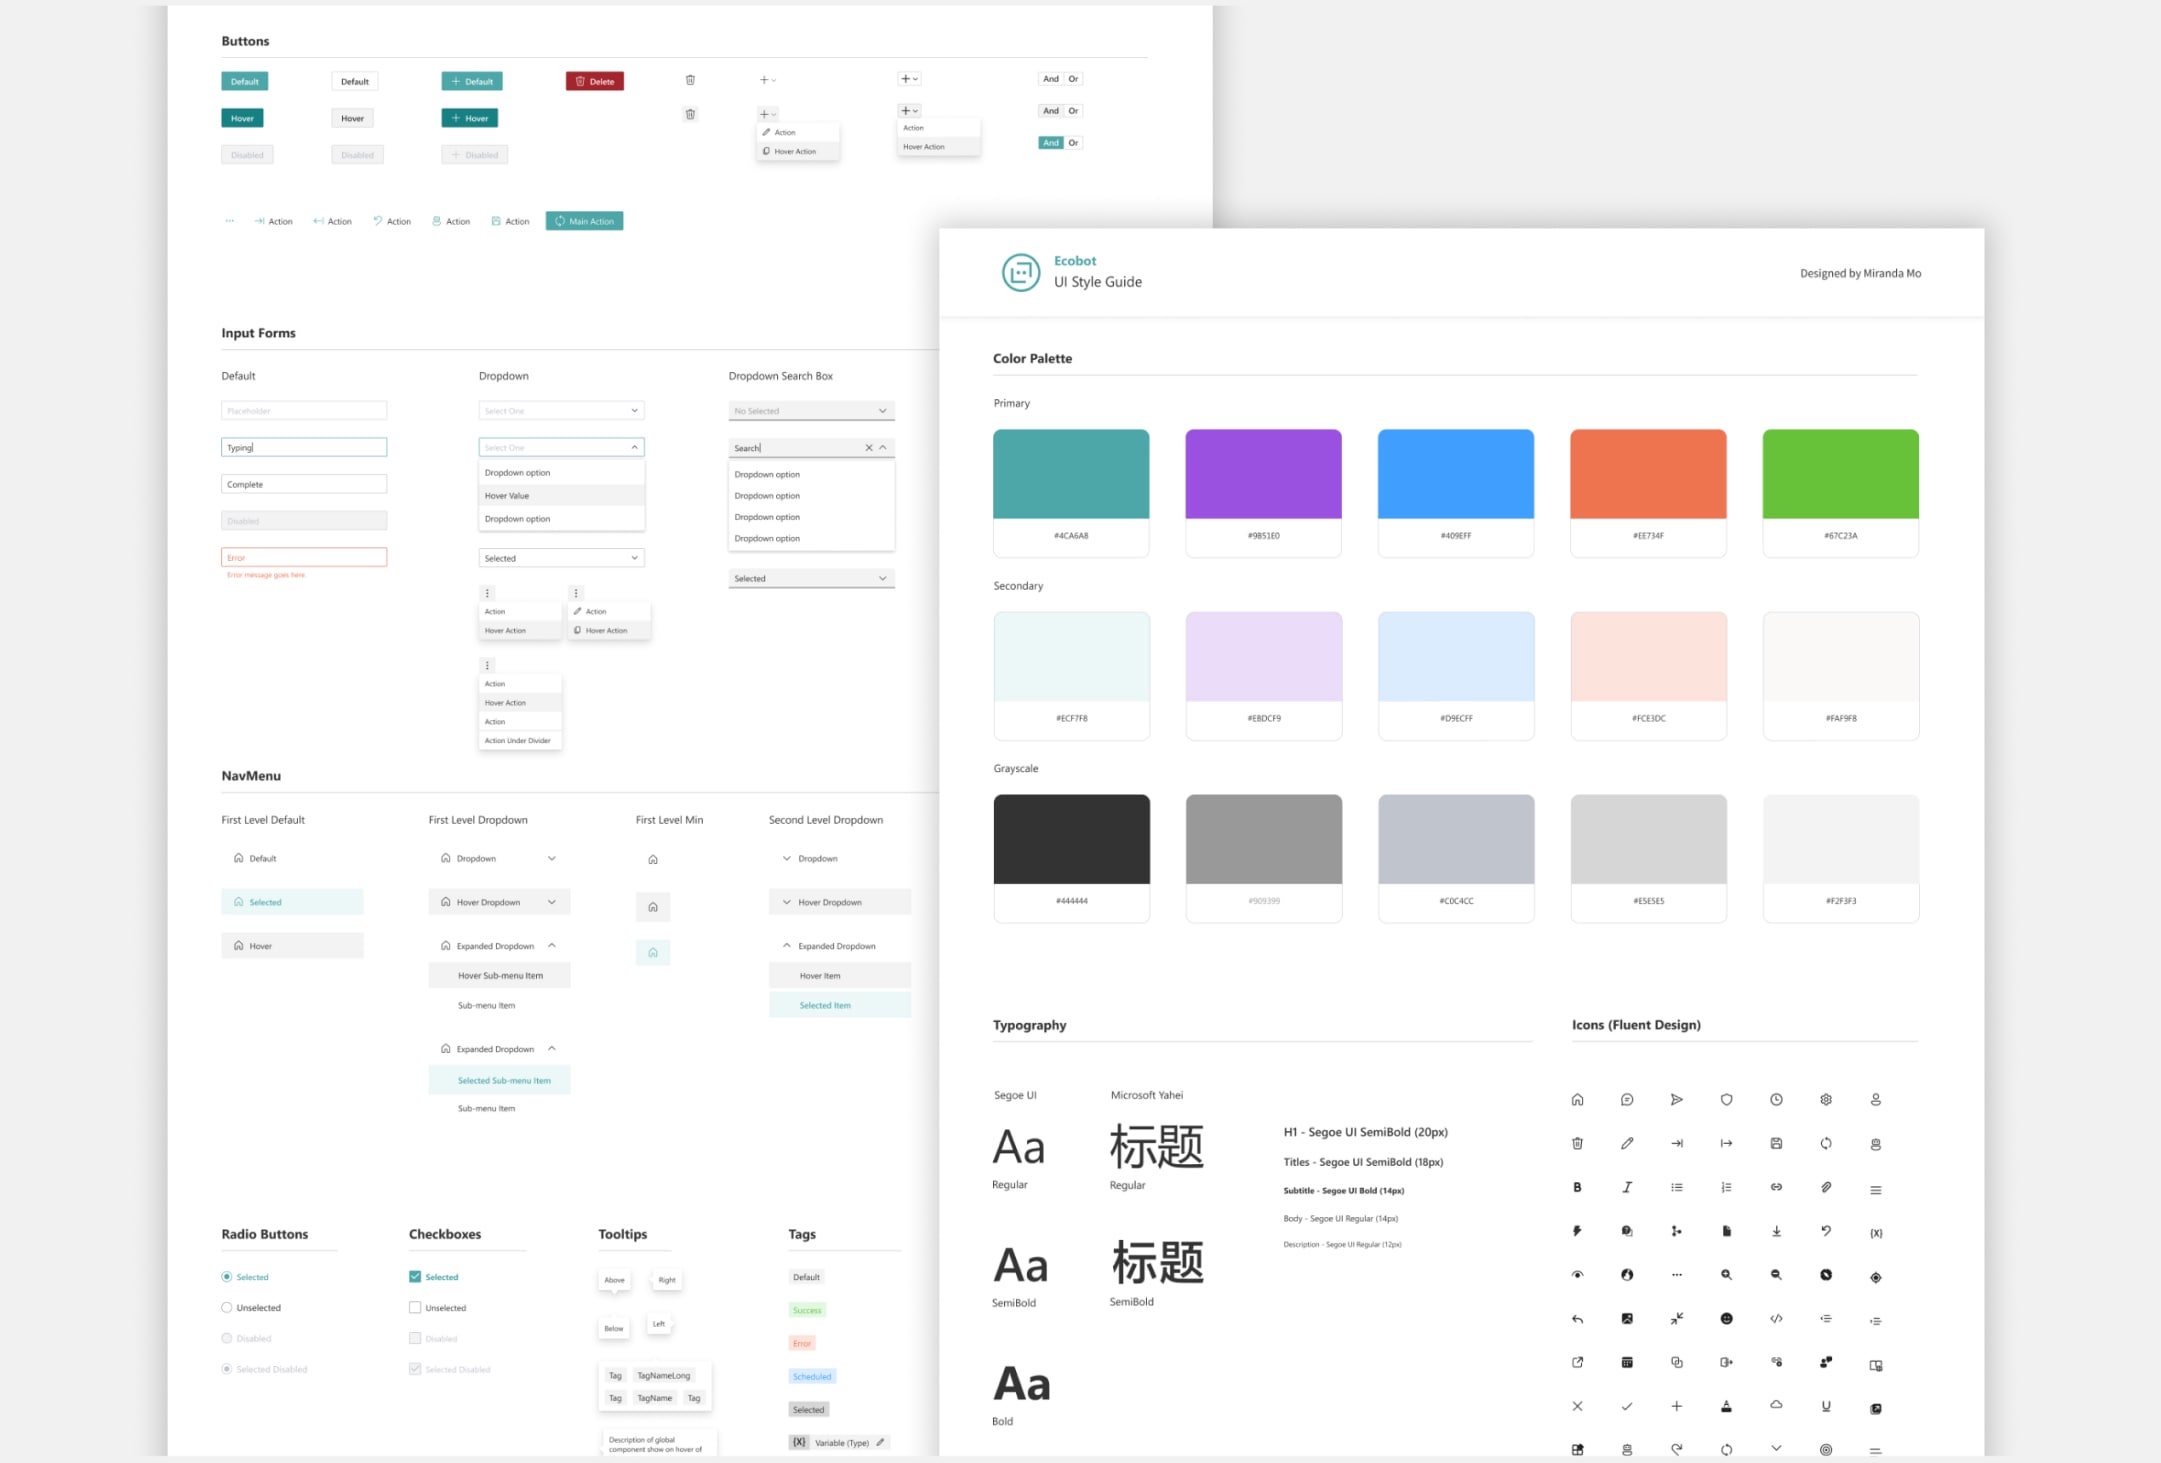 Buttons
Default
Default
Default
Delete
And Or
Hover
Hover
Hover
Action
Hover Action
Action
Hover Action
And Or
Disabled
Disabled
Disabled
And Or
Action
Action
Action
Action
Action
Main Action
Input Forms
Default
Placeholder
Typing
Complete
Disabled
Error
Error message goes here
Dropdown
Select One
Select One
Dropdown option
Hover Value
Dropdown option
Selected
Action
Hover Action
Action
Hover Action
Action
Hover Action
Action
Action Under Divider
Dropdown Search Box
No Selected
Search
Dropdown option
Dropdown option
Dropdown option
Dropdown option
Selected
NavMenu
First Level Default
Default
Selected
Hover
First Level Dropdown
Dropdown
Hover Dropdown
Expanded Dropdown
Hover Sub-menu Item
Sub-menu Item
Expanded Dropdown
Selected Sub-menu Item
Sub-menu Item
First Level Min
Second Level Dropdown
Dropdown
Hover Dropdown
Expanded Dropdown
Hover Item
Selected Item
Radio Buttons
Selected
Unselected
Disabled
Selected Disabled
Checkboxes
Selected
Unselected
Disabled
Selected Disabled
Tooltips
Above
Right
Below
Left
Tag TagNameLong
Tag TagName Tag
Description of global
component show on hover of
Tags
Default
Success
Error
Scheduled
Selected
{X} Variable (Type)
Ecobot
UI Style Guide
Designed by Miranda Mo
Color Palette
Primary
#4CA6A8
#9B51E0
#409EFF
#EE734F
#67C23A
Secondary
#ECF7F8
#EBDCF9
#D9ECFF
#FCE3DC
#FAF9F8
Grayscale
#444444
#909399
#C0C4CC
#E5E5E5
#F2F3F3
Typography
Segoe UI
Aa
Regular
Aa
SemiBold
Aa
Bold
Microsoft Yahei
标题
Regular
标题
SemiBold
H1 - Segoe UI SemiBold (20px)
Titles - Segoe UI SemiBold (18px)
Subtitle - Segoe UI Bold (14px)
Body - Segoe UI Regular (14px)
Description - Segoe UI Regular (12px)
Icons (Fluent Design)